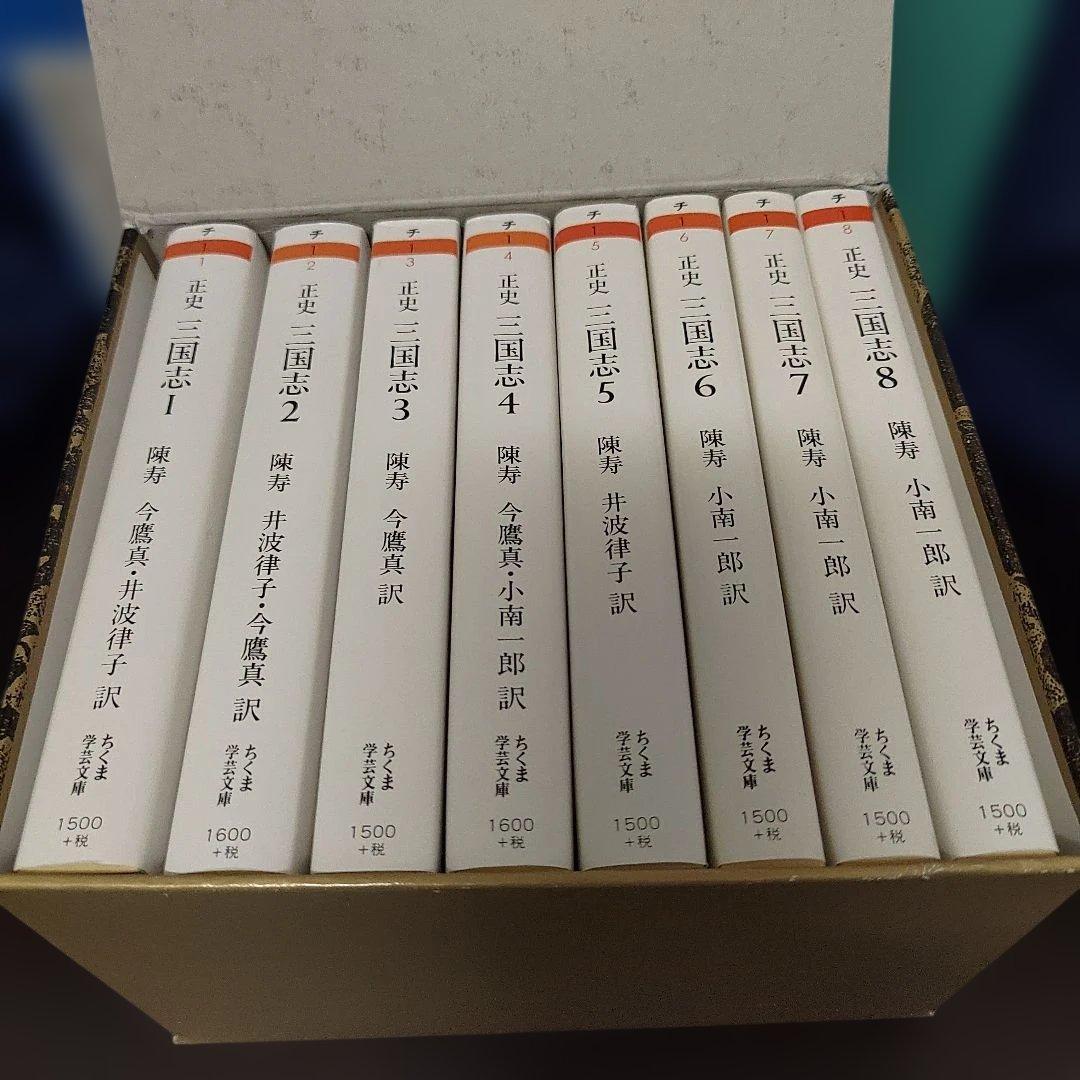 チ
1
1
正史 三国志 1
陳寿 今鷹真・井波律子 訳
ちくま
学芸文庫
1500
+税
チ
1
2
正史 三国志 2
陳寿 井波律子・今鷹真 訳
ちくま
学芸文庫
1600
+税
チ
1
3
正史 三国志 3
陳寿 今鷹真 訳
ちくま
学芸文庫
1500
+税
チ
1
4
正史 三国志 4
陳寿 今鷹真・小南一郎 訳
ちくま
学芸文庫
1600
+税
チ
1
5
正史 三国志 5
陳寿 井波律子 訳
ちくま
学芸文庫
1500
+税
チ
1
6
正史 三国志 6
陳寿 小南一郎 訳
ちくま
学芸文庫
1500
+税
チ
1
7
正史 三国志 7
陳寿 小南一郎 訳
ちくま
学芸文庫
1500
+税
チ
1
8
正史 三国志 8
陳寿 小南一郎 訳
ちくま
学芸文庫
1500
+税